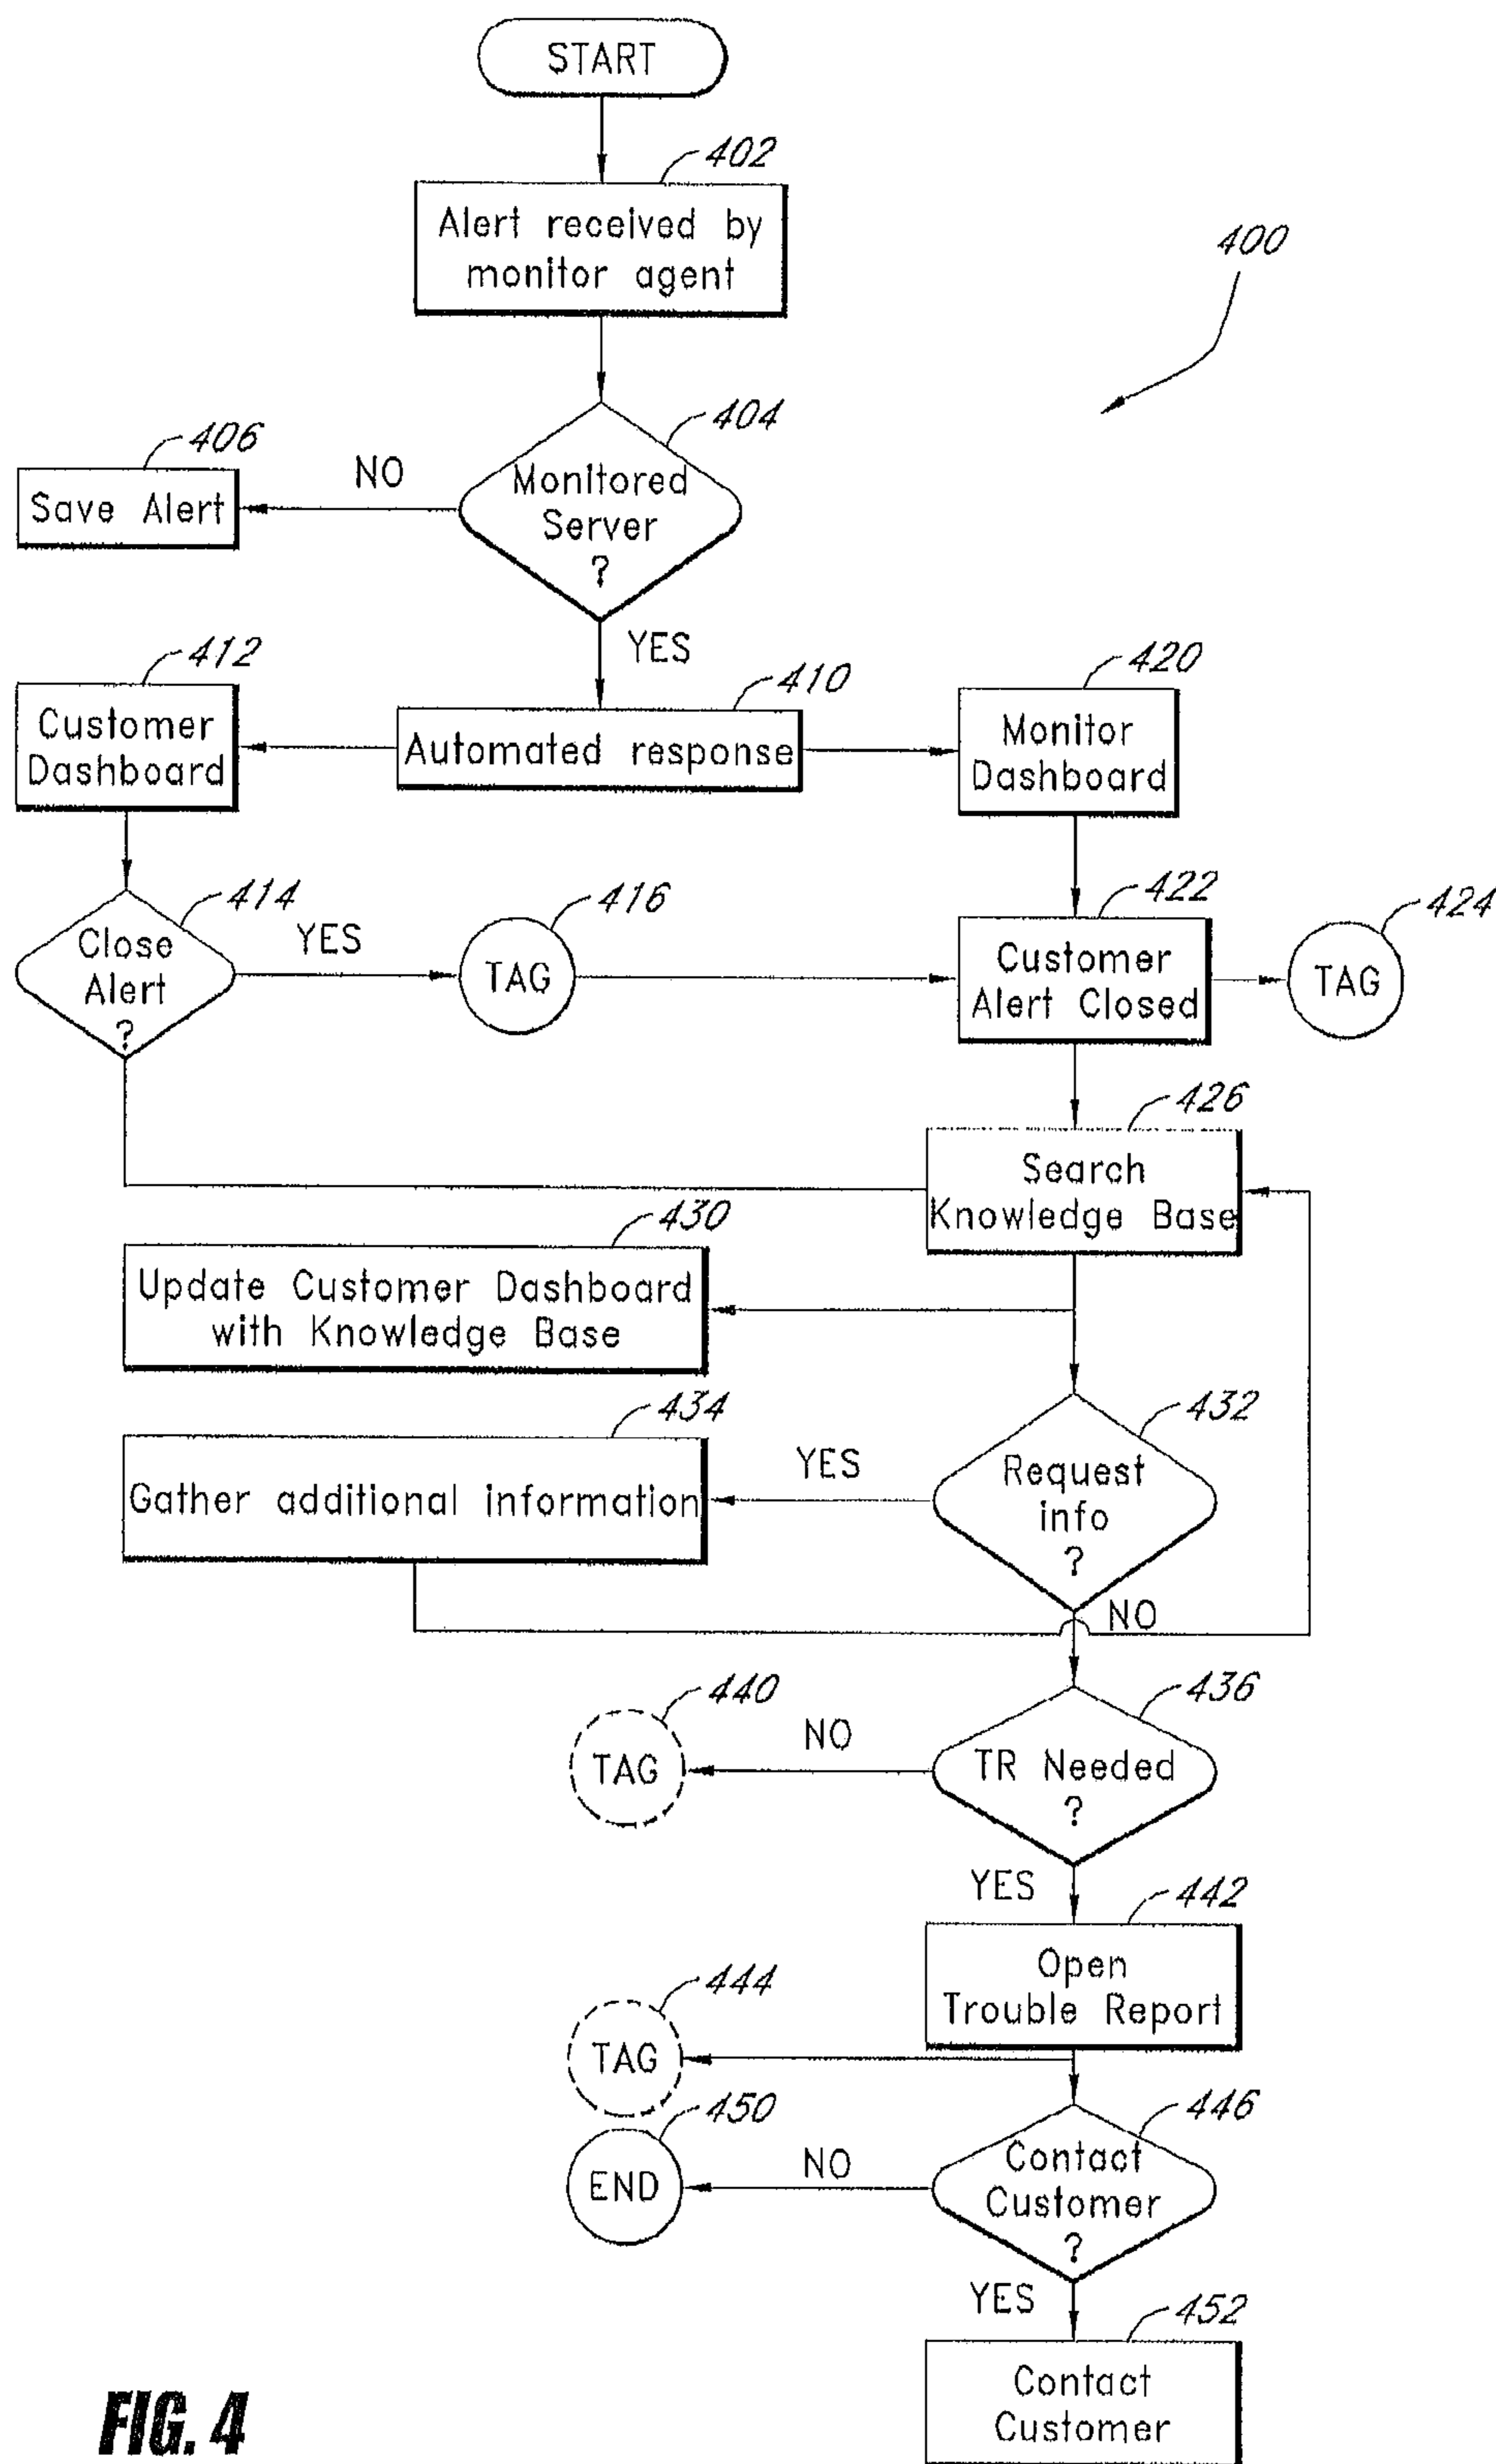 START
402
Alert received by
monitor agent
400
404
Monitored
Server
?
406
NO
Save Alert
YES
412
410
420
Customer
Dashboard
Automated response
Monitor
Dashboard
414
Close
Alert
?
YES
416
TAG
422
Customer
Alert Closed
424
TAG
426
Search
Knowledge Base
430
Update Customer Dashboard
with Knowledge Base
434
Gather additional information
YES
432
Request
info
?
NO
440
TAG
NO
436
TR Needed
?
YES
442
Open
Trouble Report
444
TAG
450
END
NO
446
Contact
Customer
?
YES
452
Contact
Customer
FIG. 4